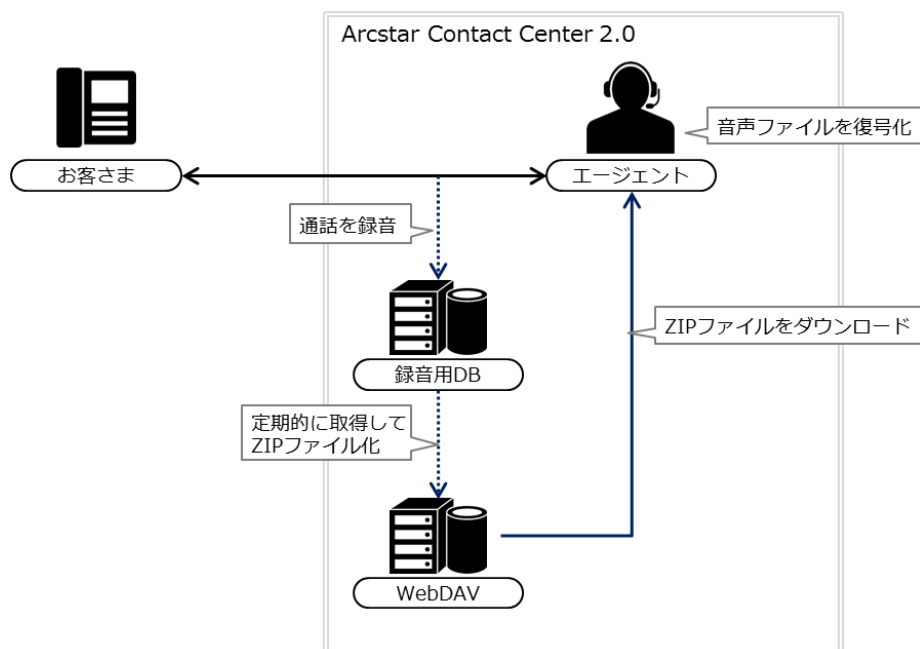 Arcstar Contact Center 2.0
音声ファイルを復号化
お客さま
エージェント
通話を録音
ZIPファイルをダウンロード
録音用DB
定期的に取得して
ZIPファイル化
WebDAV